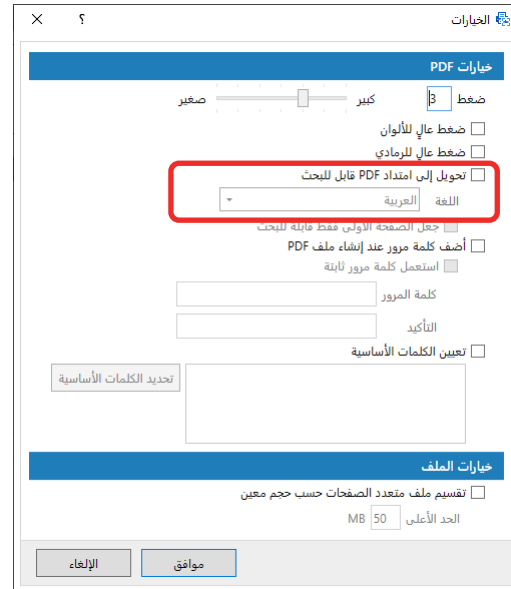 الخيارات ؟
خيارات PDF
ضغط 3 كبير صغير
ضغط عالٍ للألوان
ضغط عالٍ للرمادي
تحويل إلى امتداد PDF قابل للبحث
اللغة العربية
جعل الصفحة الأولى فقط قابلة للبحث
أضف كلمة مرور عند إنشاء ملف PDF
استعمل كلمة مرور ثابتة
كلمة المرور
التأكيد
تعيين الكلمات الأساسية
تحديد الكلمات الأساسية
خيارات الملف
تقسيم ملف متعدد الصفحات حسب حجم معين
الحد الأعلى 50 MB
موافق الإلغاء